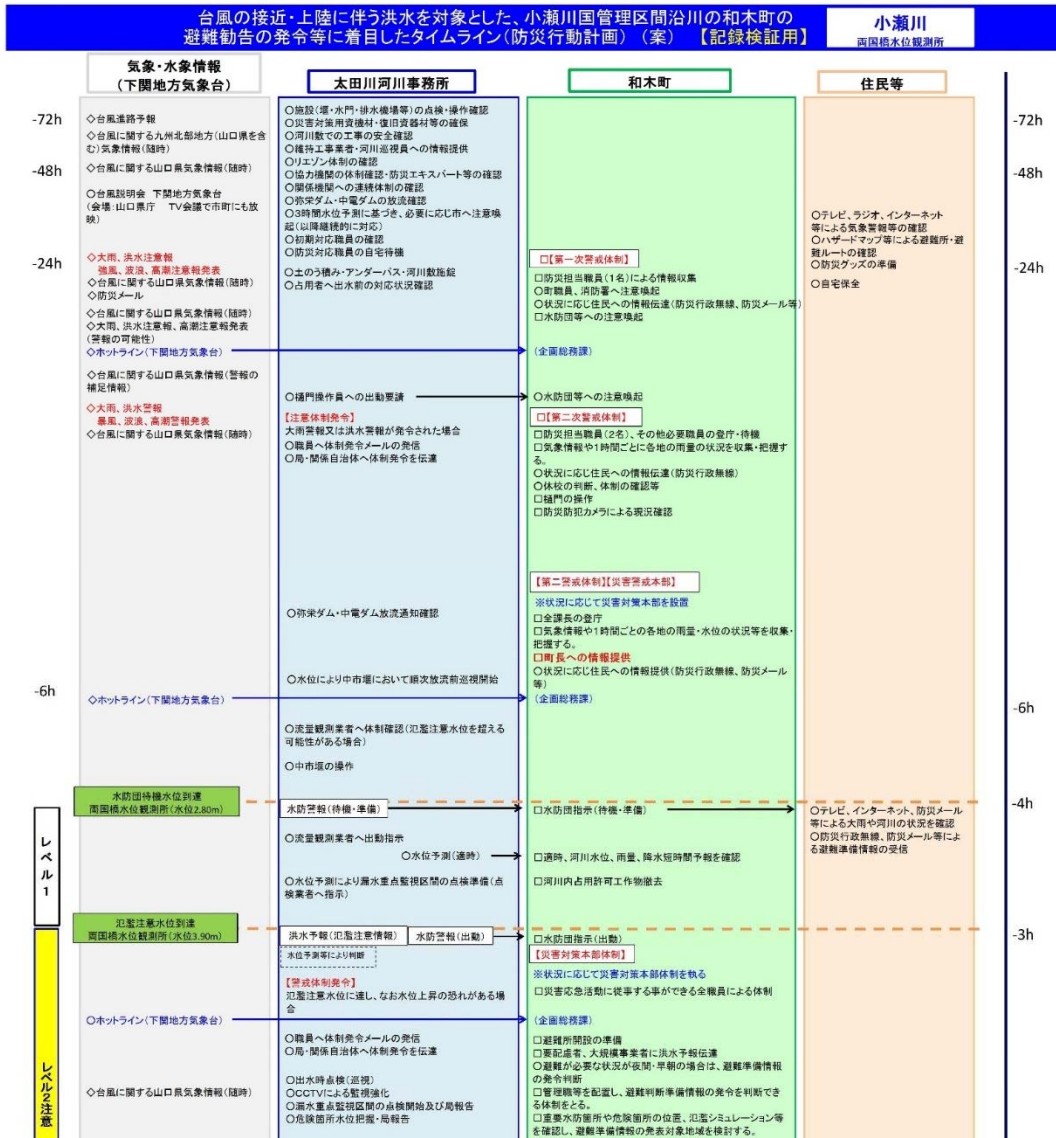 台風の接近・上陸に伴う洪水を対象とした、小瀬川国管理区間沿川の和木町の
避難勧告の発令等に着目したタイムライン(防災行動計画)(案) 【記録検証用】
小瀬川
両国橋水位観測所
気象・水象情報
(下関地方気象台)
太田川河川事務所
和木町
住民等
-72h
-48h
-24h
-6h
◇台風進路予報
◇台風に関する九州北部地方(山口県を含
む)気象情報(随時)
◇台風に関する山口県気象情報(随時)
○台風説明会 下関地方気象台
(会場:山口県庁 TV会議で市町にも放
映)
◇大雨、洪水注意報
強風、波浪、高潮注意報発表
◇台風に関する山口県気象情報(随時)
◇防災メール
◇台風に関する山口県気象情報(随時)
◇大雨、洪水注意報、高潮注意報発表
(警報の可能性)
◇ホットライン(下関地方気象台)
◇台風に関する山口県気象情報(警報の
補足情報)
◇大雨、洪水警報
暴風、波浪、高潮警報発表
◇台風に関する山口県気象情報(随時)
◇ホットライン(下関地方気象台)
水防団待機水位到達
両国橋水位観測所(水位2.80m)
レベル1
氾濫注意水位到達
両国橋水位観測所(水位3.90m)
レベル2注意
○ホットライン(下関地方気象台)
◇台風に関する山口県気象情報(随時)
○施設(堰・水門・排水機場等)の点検・操作確認
○災害対策用資機材・復旧資器材等の確保
○河川敷での工事の安全確認
○維持工事業者・河川巡視員への情報提供
○リエゾン体制の確認
○協力機関の体制確認・防災エキスパート等の確認
○関係機関への連続体制の確認
○弥栄ダム・中電ダムの放流確認
○3時間水位予測に基づき、必要に応じ市へ注意喚
起(以降継続的に対応)
○初期対応職員の確認
○防災対応職員の自宅待機
○土のう積み・アンダーパス・河川敷施錠
○占用者へ出水前の対応状況確認
○樋門操作員への出動要請
【注意体制発令】
大雨警報又は洪水警報が発令された場合
○職員へ体制発令メールの発信
○局・関係自治体へ体制発令を伝達
○弥栄ダム・中電ダム放流通知確認
○水位により中市堰において順次放流前巡視開始
○流量観測業者へ体制確認(氾濫注意水位を超える
可能性がある場合)
○中市堰の操作
水防警報(待機・準備)
○流量観測業者へ出動指示
○水位予測(適時)
○水位予測により漏水重点監視区間の点検準備(点
検業者へ指示)
洪水予報(氾濫注意情報)
水防警報(出動)
水位予測等により判断
【警戒体制発令】
氾濫注意水位に達し、なお水位上昇の恐れがある場
合
○職員へ体制発令メールの発信
○局・関係自治体へ体制発令を伝達
○出水時点検(巡視)
○CCTVによる監視強化
○漏水重点監視区間の点検開始及び局報告
○危険箇所水位把握・局報告
□【第一次警戒体制】
□防災担当職員(1名)による情報収集
○町職員、消防署へ注意喚起
○状況に応じ住民への情報伝達(防災行政無線、防災メール等)
□水防団等への注意喚起
(企画総務課)
○水防団等への注意喚起
□【第二次警戒体制】
□防災担当職員(2名)、その他必要職員の登庁・待機
□気象情報や1時間ごとに各地の雨量の状況を収集・把握す
る。
○状況に応じ住民への情報伝達(防災行政無線)
○休校の判断、体制の確認等
□樋門の操作
□防災防犯カメラによる現況確認
【第二警戒体制】【災害警戒本部】
※状況に応じて災害対策本部を設置
□全課長の登庁
□気象情報や1時間ごとの各地の雨量・水位の状況等を収集・
把握する。
□町長への情報提供
○状況に応じ住民への情報提供(防災行政無線、防災メール
等)
(企画総務課)
□水防団指示(待機・準備)
□適時、河川水位、雨量、降水短時間予報を確認
□河川内占用許可工作物撤去
□水防団指示(出動)
【災害対策本部体制】
※状況に応じて災害対策本部体制を執る
□災害応急活動に従事する事ができる全職員による体制
(企画総務課)
□避難所開設の準備
□要配慮者、大規模事業者に洪水予報伝達
○避難が必要な状況が夜間・早朝の場合は、避難準備情報
の発令判断
□管理職等を配置し、避難判断準備情報の発令を判断でき
る体制をとる。
□重要水防箇所や危険箇所の位置、氾濫シミュレーション等
を確認し、避難準備情報の発表対象地域を検討する。
○テレビ、ラジオ、インターネット
等による気象警報等の確認
○ハザードマップ等による避難所・避
難ルートの確認
○防災グッズの準備
○自宅保全
○テレビ、インターネット、防災メール
等による大雨や河川の状況を確認
○防災行政無線、防災メール等によ
る避難準備情報の受信
-72h
-48h
-24h
-6h
-4h
-3h